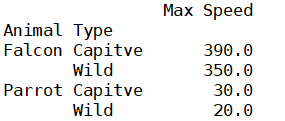 Max Speed
Animal Type
Falcon Capitve 390.0
Wild 350.0
Parrot Capitve 30.0
Wild 20.0